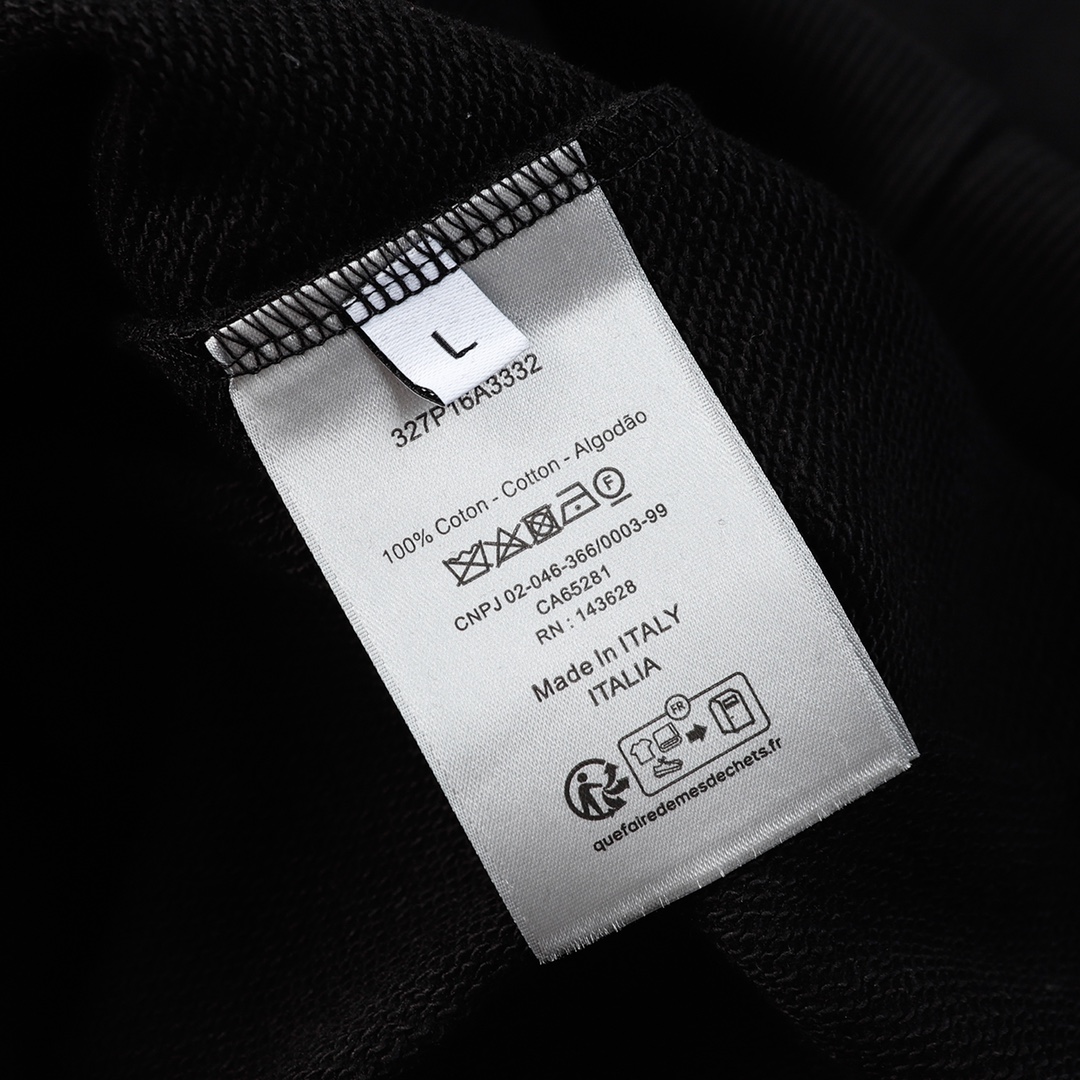 L
327P16A3332
100% Coton - Cotton - Algodão
F
CNPJ 02-046-366/0003-99
CA65281
RN : 143628
Made In ITALY
ITALIA
FR
quefairedemesdechets.fr